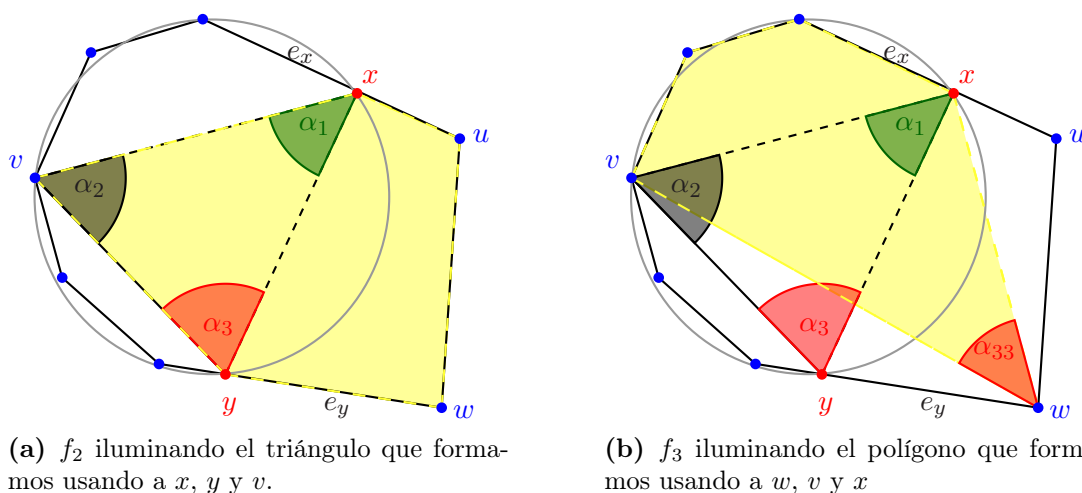 e_x
x
α_1
u
v
α_2
α_3
y
e_y
w
(a) f_2 iluminando el triángulo que forma-
mos usando a x, y y v.
e_x
x
α_1
u
v
α_2
α_3
α_33
y
e_y
w
(b) f_3 iluminando el polígono que form
mos usando a w, v y x